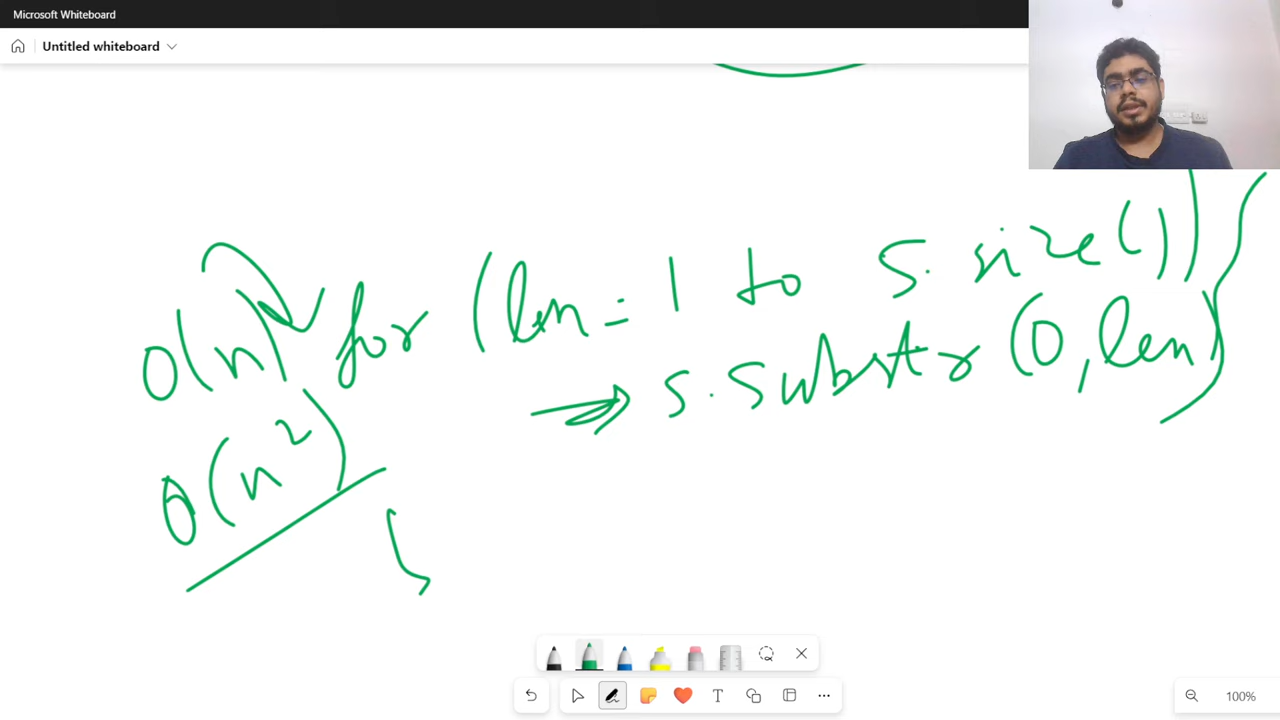 Microsoft Whiteboard
Untitled whiteboard
O(n) for (len = 1 to s.size()) {
→ s.substr(0, len) }
O(n²)
100%